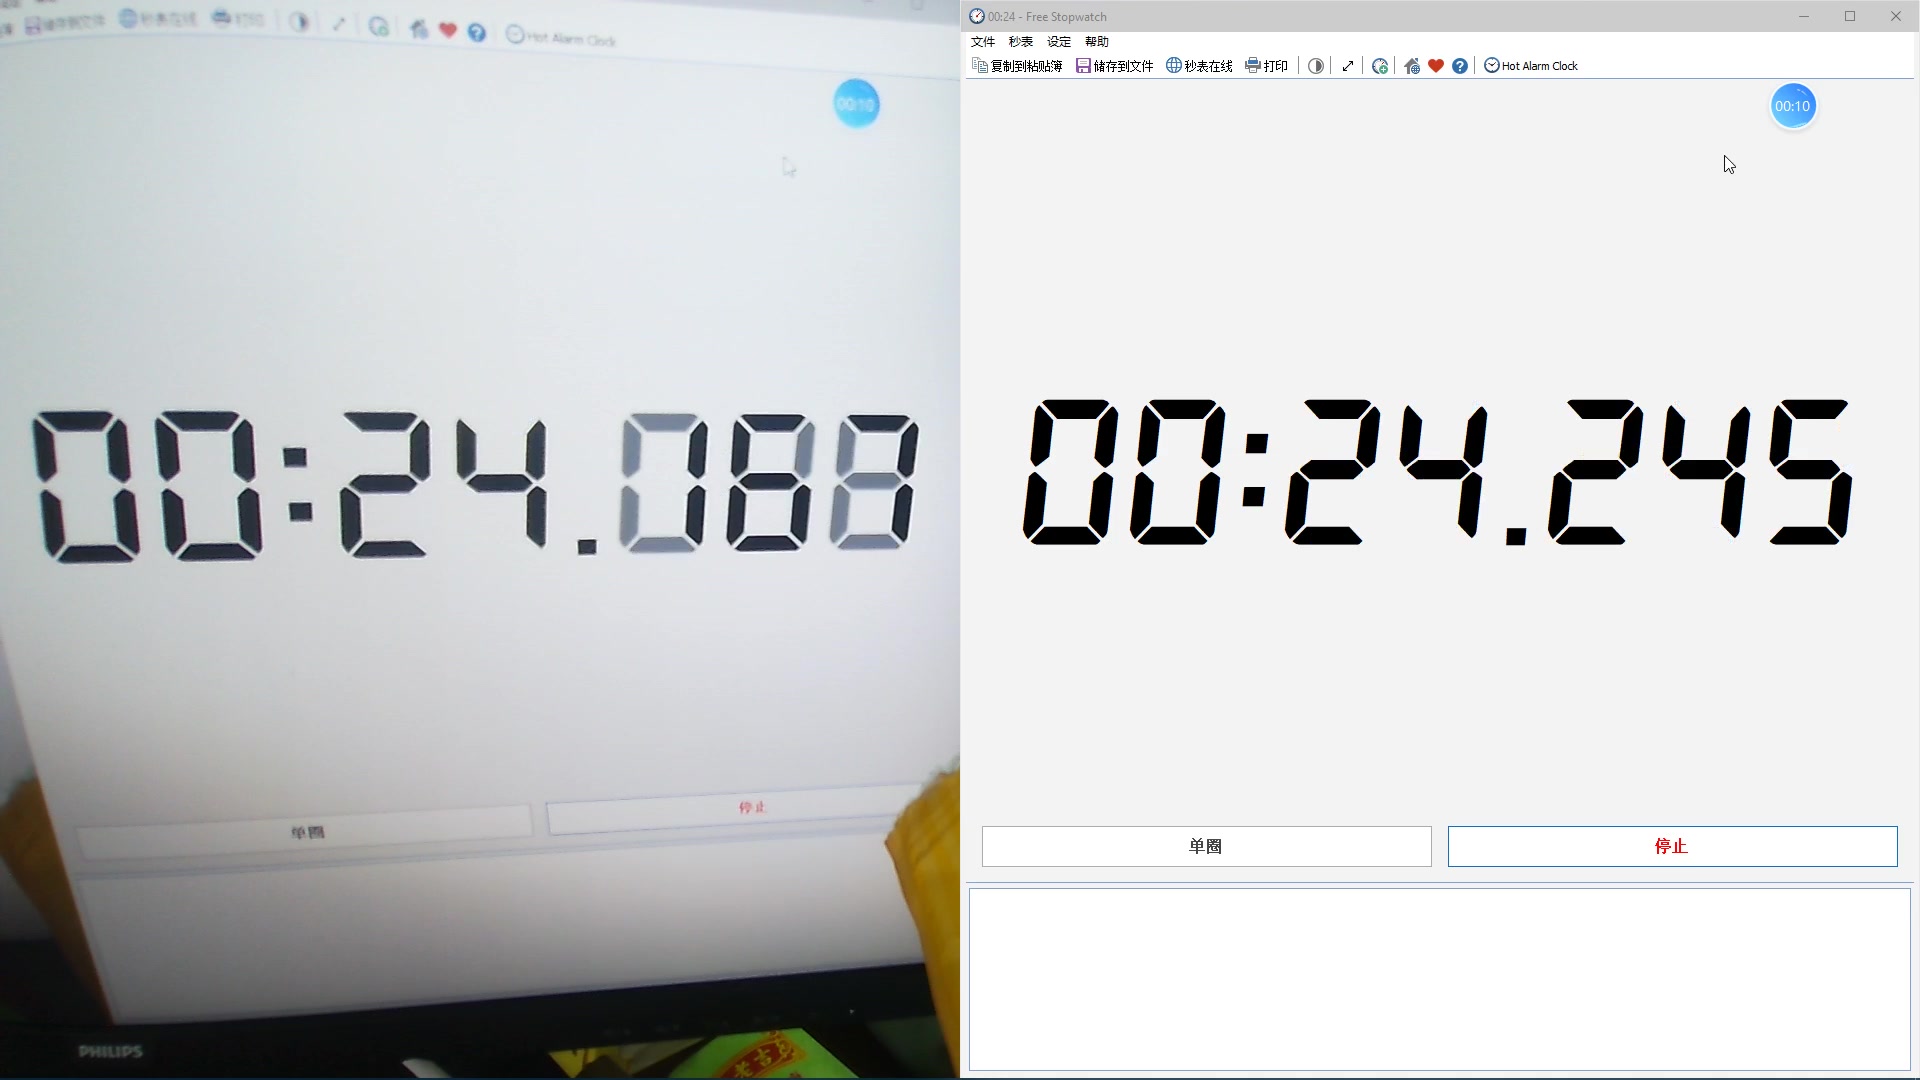 储存到文件 秒表在线 打印 Hot Alarm Clock
00:10
00:24.
单圈 停止
PHILIPS
00:24 - Free Stopwatch
文件 秒表 设定 帮助
复制到粘贴簿 储存到文件 秒表在线 打印 Hot Alarm Clock
00:10
00:24.245
单圈 停止